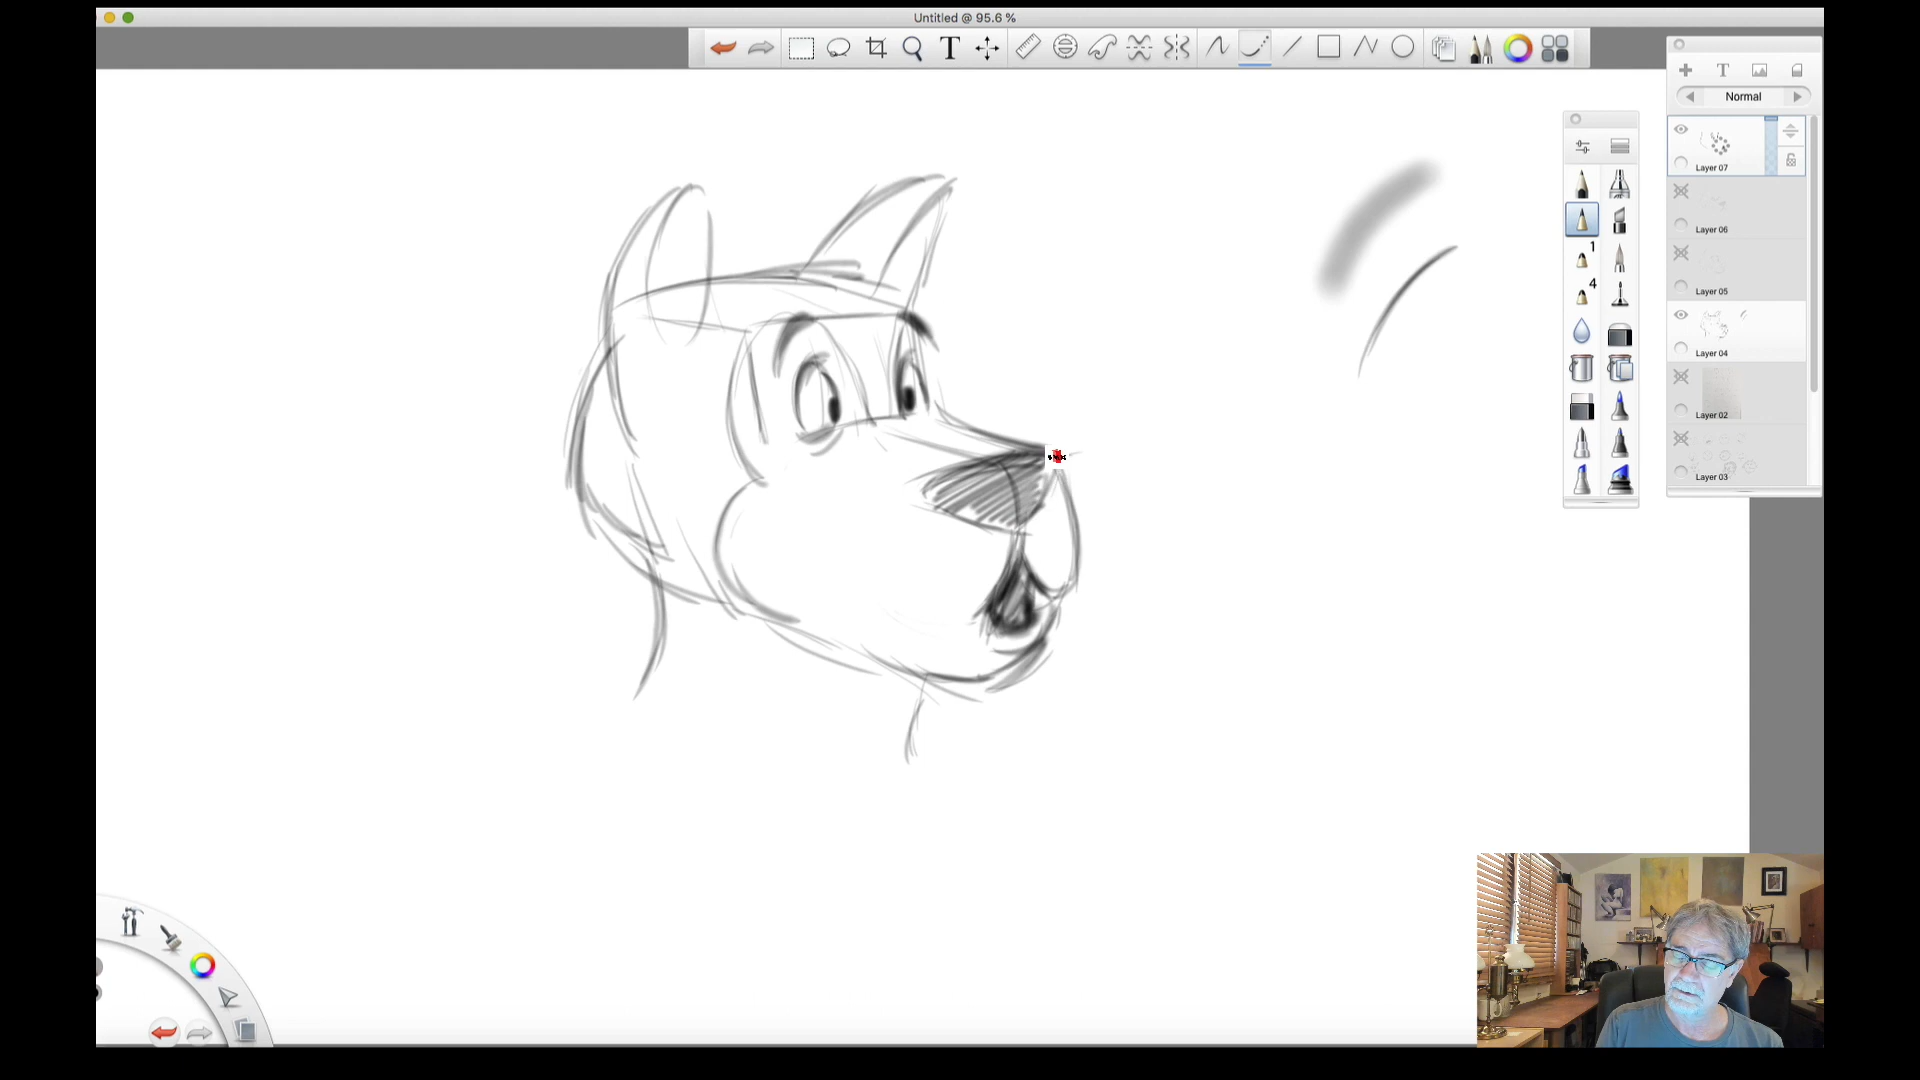 Untitled @ 95.6 %
T
T
Normal
Layer 07
Layer 06
1
Layer 05
4
Layer 04
Layer 02
Layer 03